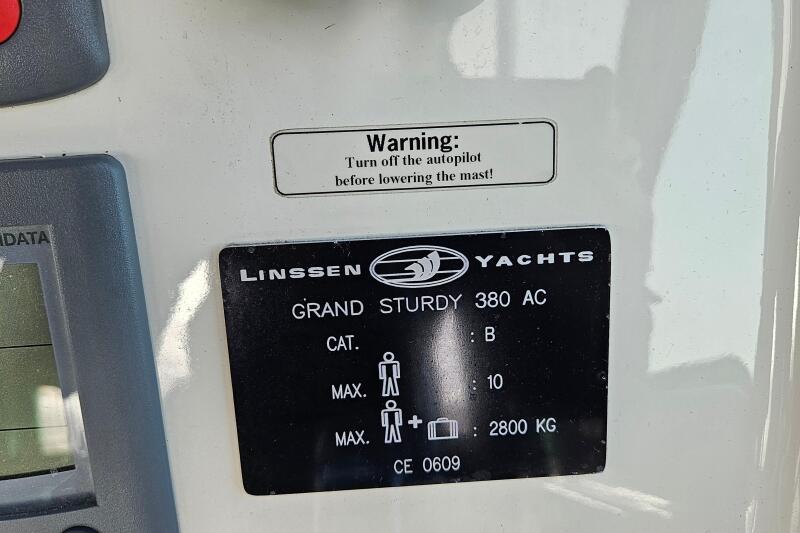 Warning:
Turn off the autopilot
before lowering the mast!
IDATA
LINSSEN YACHTS
GRAND STURDY 380 AC
CAT. : B
MAX. : 10
MAX. + : 2800 KG
CE 0609